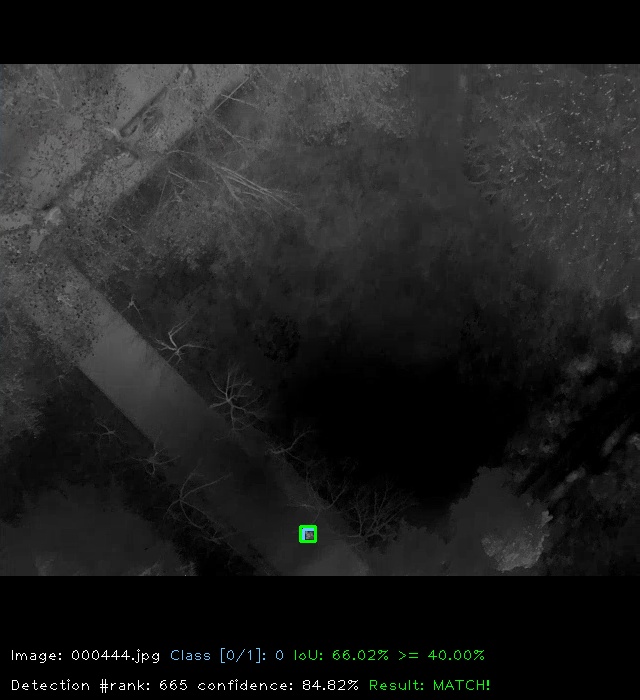 Image: 000444.jpg Class [0/1]: 0 IoU: 66.02% >= 40.00%
Detection #rank: 665 confidence: 84.82% Result: MATCH!